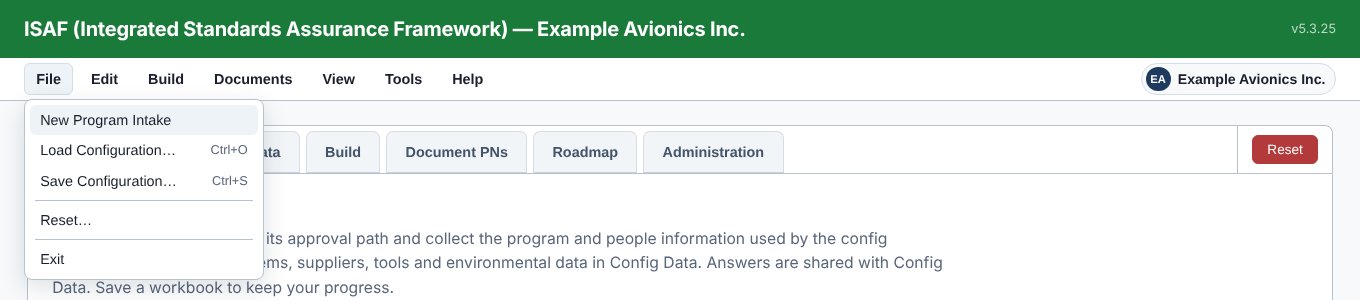 ISAF (Integrated Standards Assurance Framework) — Example Avionics Inc.
v5.3.25
File Edit Build Documents View Tools Help
EA Example Avionics Inc.
New Program Intake
Load Configuration… Ctrl+O
Save Configuration… Ctrl+S
Reset…
Exit
Build Document PNs Roadmap Administration
Reset
its approval path and collect the program and people information used by the config
suppliers, tools and environmental data in Config Data. Answers are shared with Config
Data. Save a workbook to keep your progress.